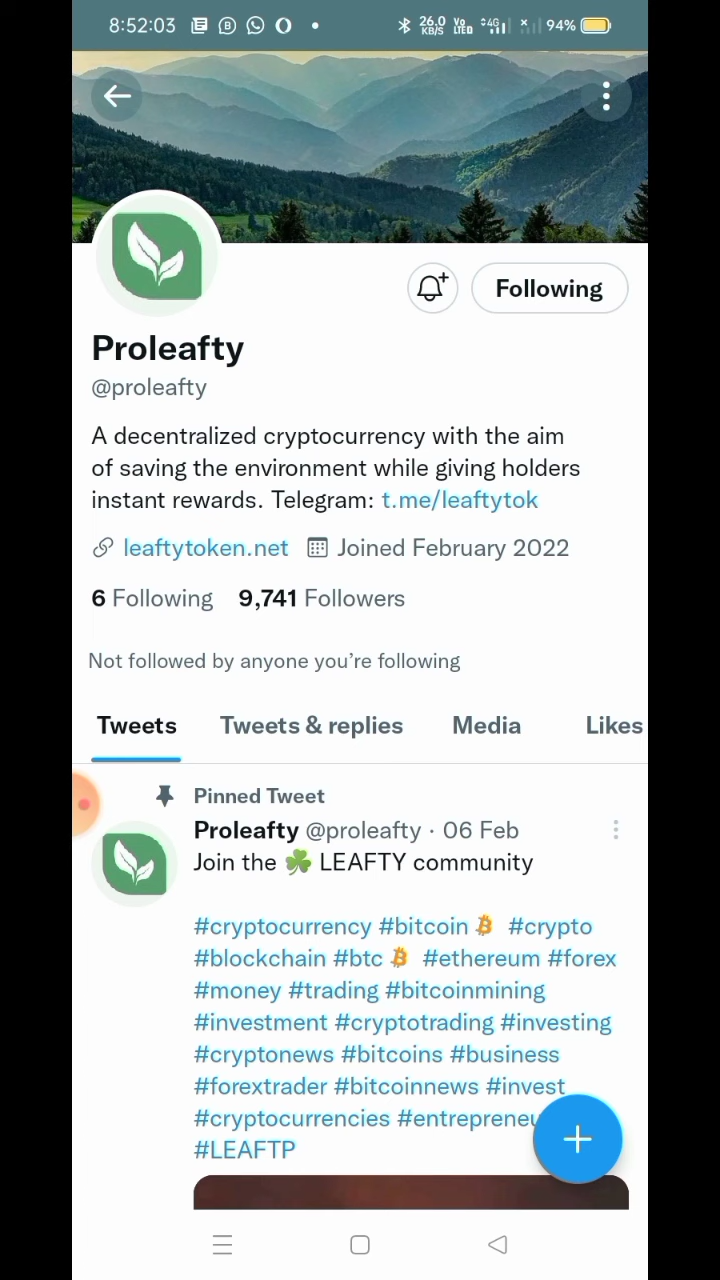 8:52:03 26.0 KB/S Vo LTED 4G 94%
Following
Proleafty
@proleafty
A decentralized cryptocurrency with the aim
of saving the environment while giving holders
instant rewards. Telegram: t.me/leaftytok
leaftytoken.net Joined February 2022
6 Following 9,741 Followers
Not followed by anyone you're following
Tweets Tweets & replies Media Likes
Pinned Tweet
Proleafty @proleafty · 06 Feb
Join the ☘️ LEAFTY community
#cryptocurrency #bitcoin #crypto
#blockchain #btc #ethereum #forex
#money #trading #bitcoinmining
#investment #cryptotrading #investing
#cryptonews #bitcoins #business
#forextrader #bitcoinnews #invest
#cryptocurrencies #entrepreneu
#LEAFTP